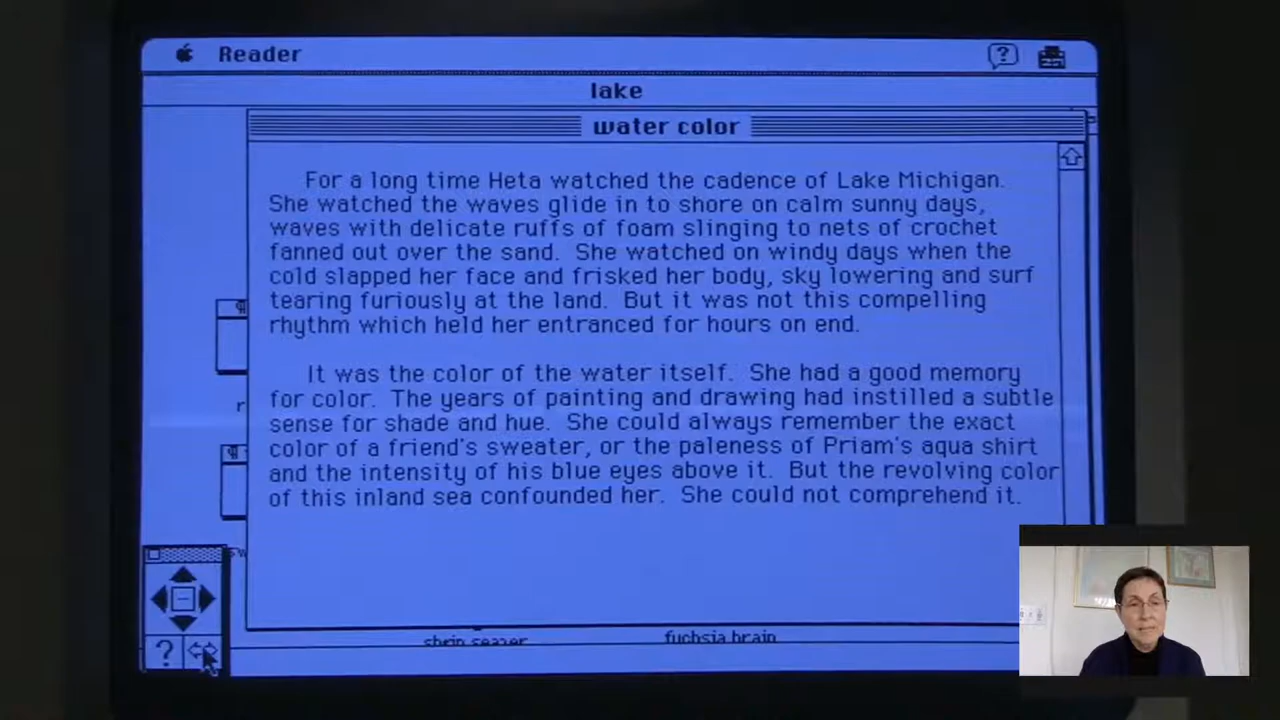 Reader
lake
water color
For a long time Heta watched the cadence of Lake Michigan.
She watched the waves glide in to shore on calm sunny days,
waves with delicate ruffs of foam slinging to nets of crochet
fanned out over the sand. She watched on windy days when the
cold slapped her face and frisked her body, sky lowering and surf
tearing furiously at the land. But it was not this compelling
rhythm which held her entranced for hours on end.
It was the color of the water itself. She had a good memory
for color. The years of painting and drawing had instilled a subtle
sense for shade and hue. She could always remember the exact
color of a friend's sweater, or the paleness of Priam's aqua shirt
and the intensity of his blue eyes above it. But the revolving color
of this inland sea confounded her. She could not comprehend it.
fuchsia brain
?